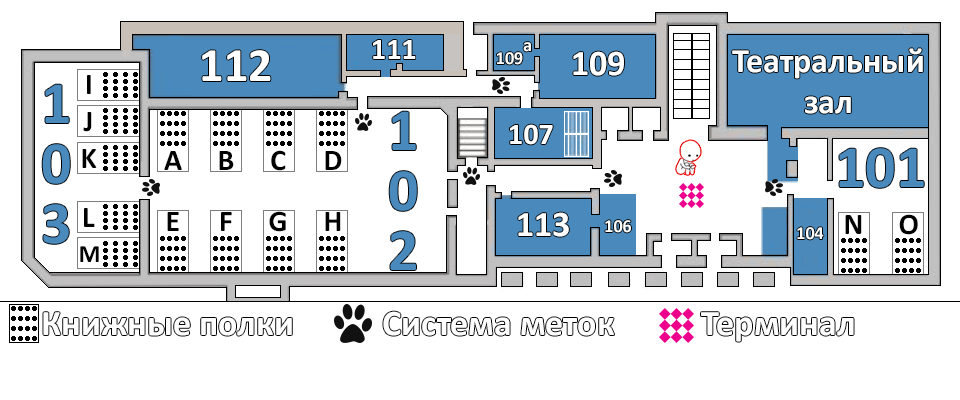 112
111
109а
109
Театральный
зал
103
I
J
K
L
M
A
B
C
D
E
F
G
H
102
107
113
106
101
104
N
O
Книжные полки
Система меток
Терминал